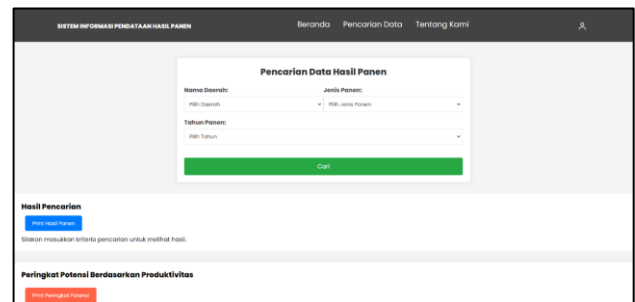 SISTEM INFORMASI PENDATAAN HASIL PANEN
Beranda Pencarian Data Tentang Kami
Pencarian Data Hasil Panen
Nama Daerah: Jenis Panen:
Pilih Daerah Pilih Jenis Panen
Tahun Panen:
Pilih Tahun
Cari
Hasil Pencarian
Print Hasil Panen
Silakan masukkan kriteria pencarian untuk melihat hasil.
Peringkat Potensi Berdasarkan Produktivitas
Print Peringkat Potensi